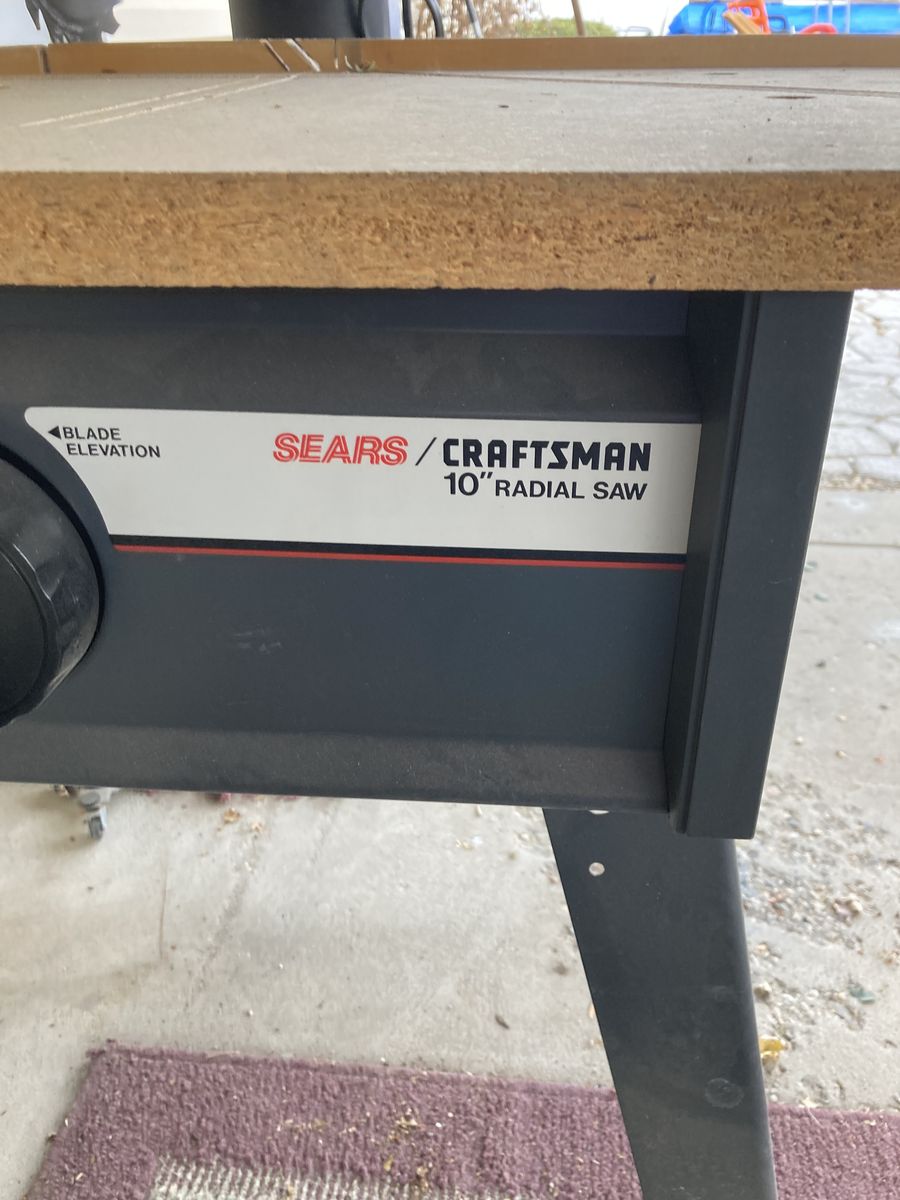 ◀BLADE
ELEVATION
SEARS / CRAFTSMAN
10" RADIAL SAW